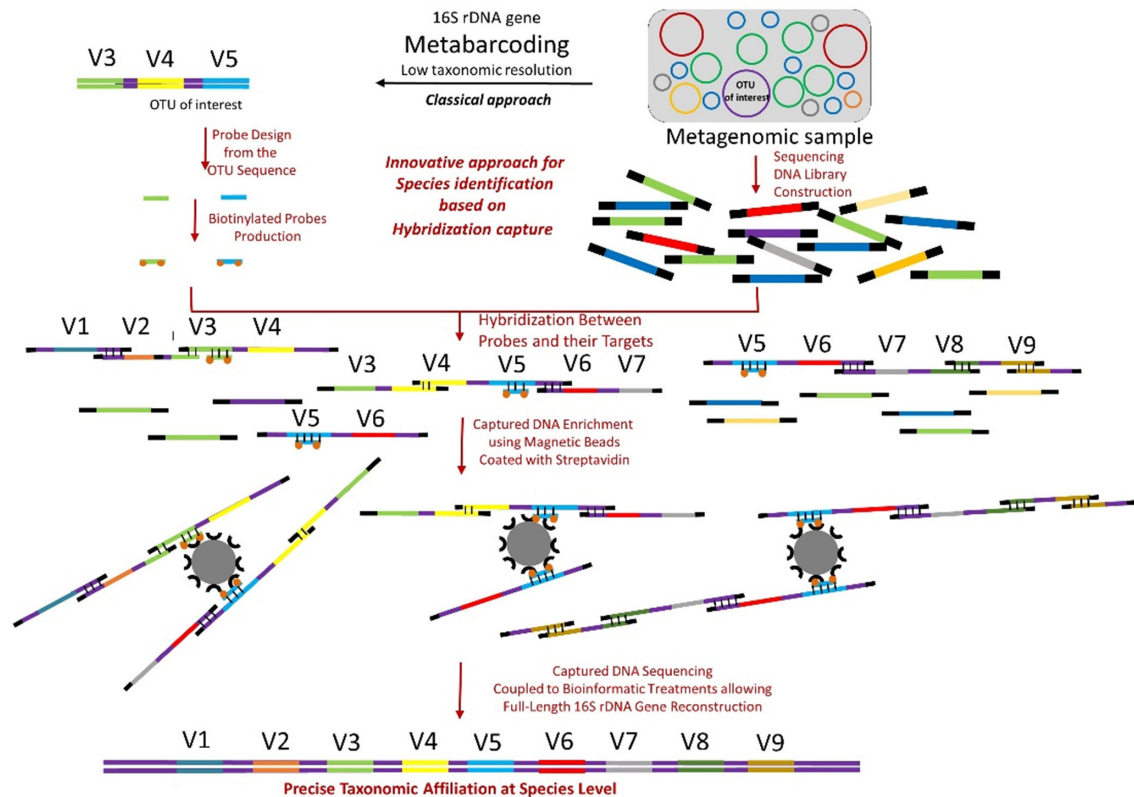 16S rDNA gene
Metabarcoding
Low taxonomic resolution
Classical approach
V3 V4 V5
OTU of interest
OTU
of interest
Metagenomic sample
Probe Design
from the
OTU Sequence
Biotinylated Probes
Production
Innovative approach for
Species identification
based on
Hybridization capture
Sequencing
DNA Library
Construction
Hybridization Between
Probes and their Targets
V1 V2 V3 V4
V3 V4 V5 V6 V7
V5 V6 V7 V8 V9
V5 V6
Captured DNA Enrichment
using Magnetic Beads
Coated with Streptavidin
Captured DNA Sequencing
Coupled to Bioinformatic Treatments allowing
Full-Length 16S rDNA Gene Reconstruction
V1 V2 V3 V4 V5 V6 V7 V8 V9
Precise Taxonomic Affiliation at Species Level